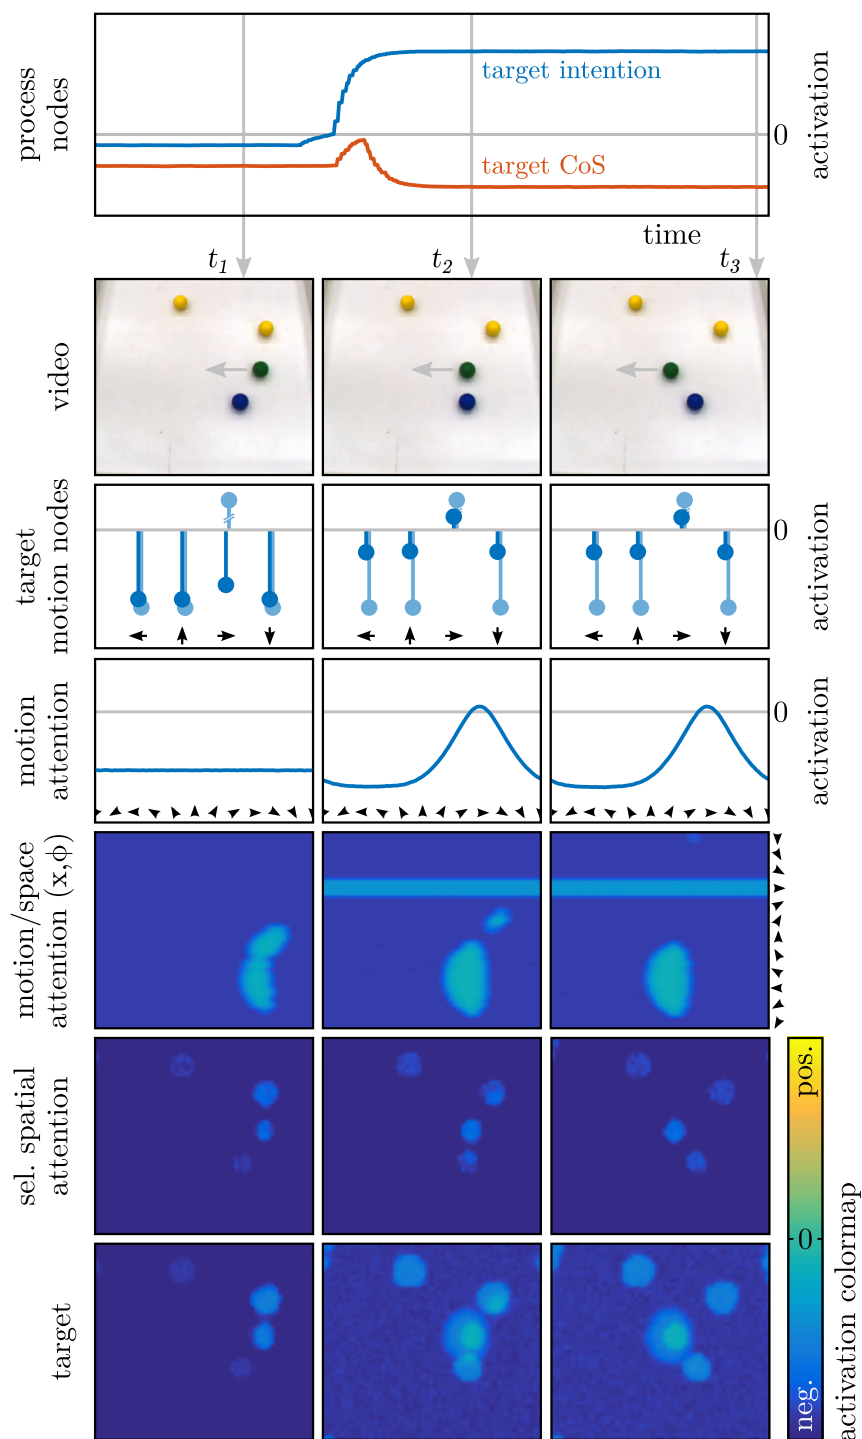 process
nodes
target intention
target CoS
0
activation
time
t1
t2
t3
video
target
motion nodes
0
activation
motion
attention
0
activation
motion/space
attention (x,ϕ)
sel. spatial
attention
target
pos.
0
neg.
activation colormap